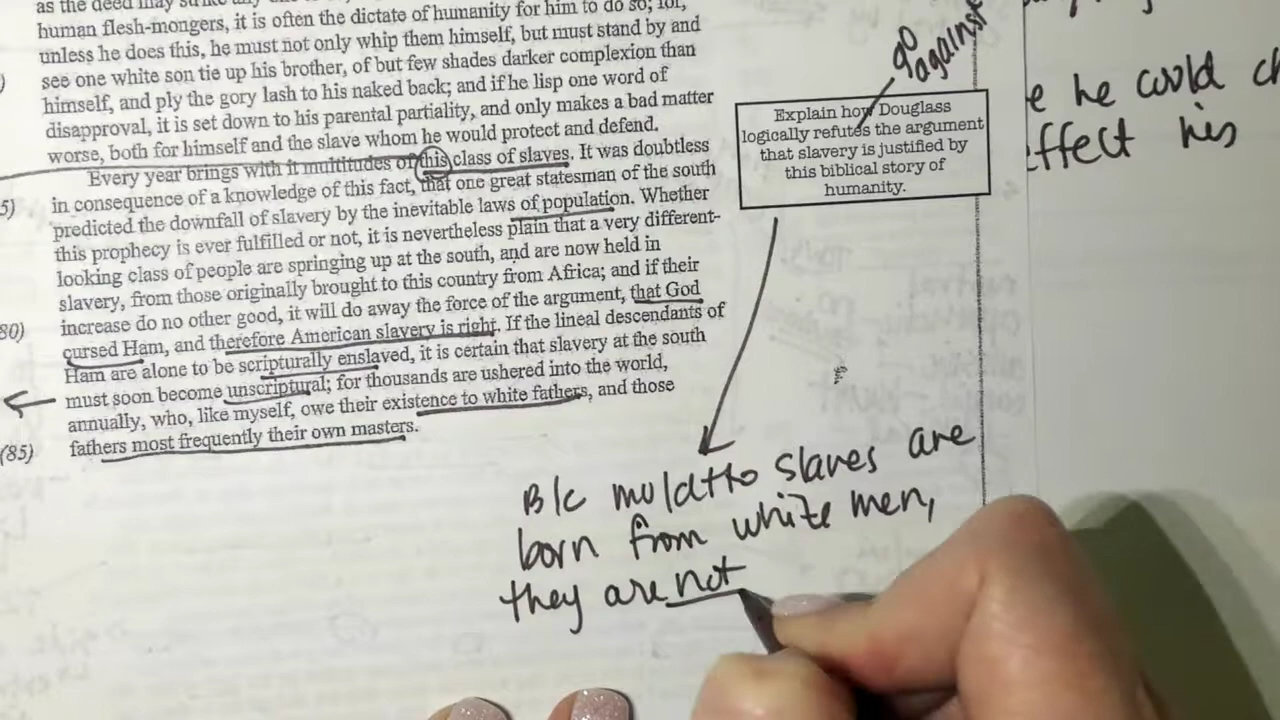 as the deed may strike any one to
human flesh-mongers, it is often the dictate of humanity for him to do so; for,
unless he does this, he must not only whip them himself, but must stand by and
see one white son tie up his brother, of but few shades darker complexion than
himself, and ply the gory lash to his naked back; and if he lisp one word of
disapproval, it is set down to his parental partiality, and only makes a bad matter
worse, both for himself and the slave whom he would protect and defend.
Every year brings with it multitudes of this class of slaves. It was doubtless
5) in consequence of a knowledge of this fact, that one great statesman of the south
predicted the downfall of slavery by the inevitable laws of population. Whether
this prophecy is ever fulfilled or not, it is nevertheless plain that a very different-
looking class of people are springing up at the south, and are now held in
slavery, from those originally brought to this country from Africa; and if their
increase do no other good, it will do away the force of the argument, that God
80) cursed Ham, and therefore American slavery is right. If the lineal descendants of
Ham are alone to be scripturally enslaved, it is certain that slavery at the south
must soon become unscriptural; for thousands are ushered into the world,
annually, who, like myself, owe their existence to white fathers, and those
(85) fathers most frequently their own masters.
go
against
Explain how Douglass
logically refutes the argument
that slavery is justified by
this biblical story of
humanity.
e he could ch
effect his
B/c muldtto slaves are
born from white men,
they are not